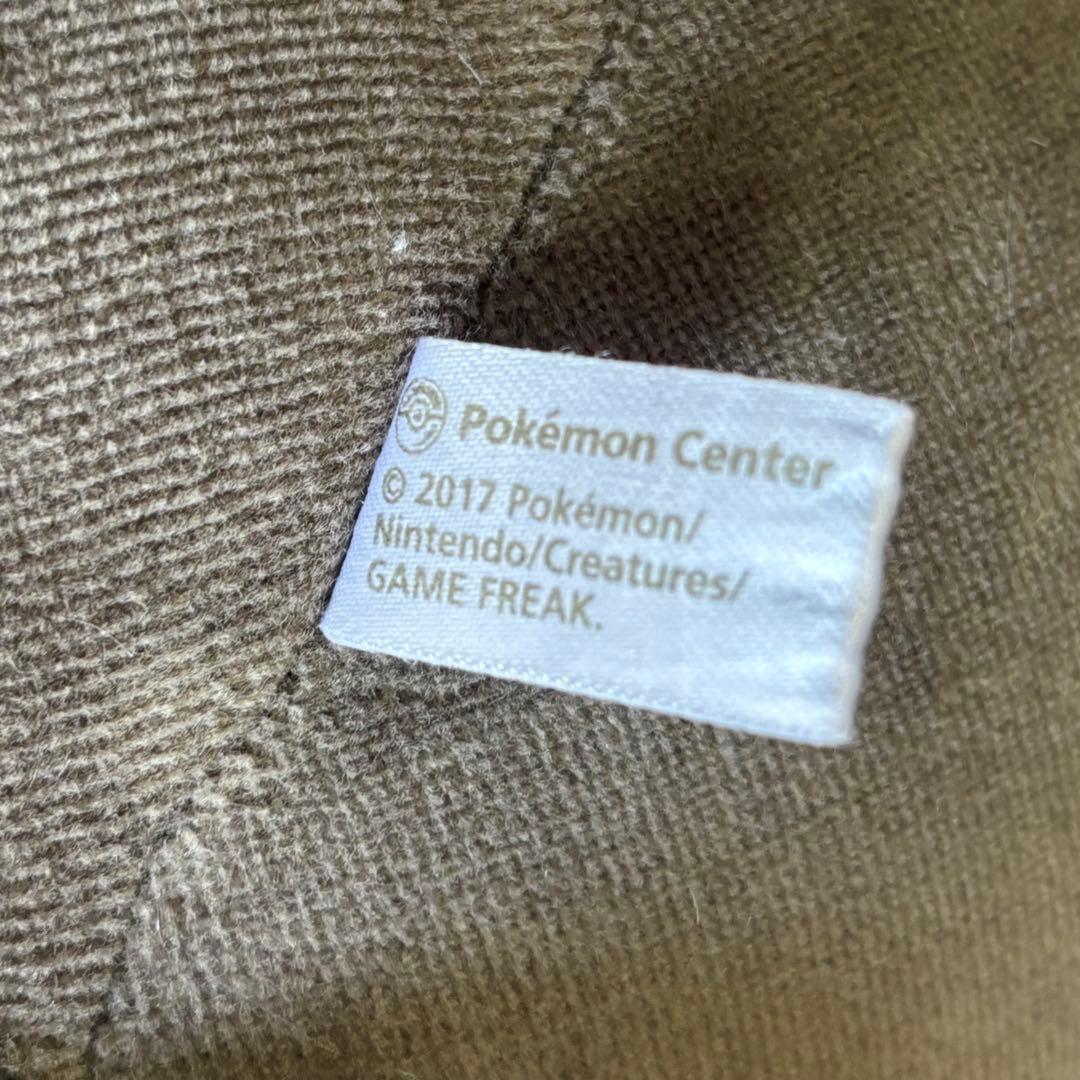 Pokémon Center
© 2017 Pokémon/
Nintendo/Creatures/
GAME FREAK.